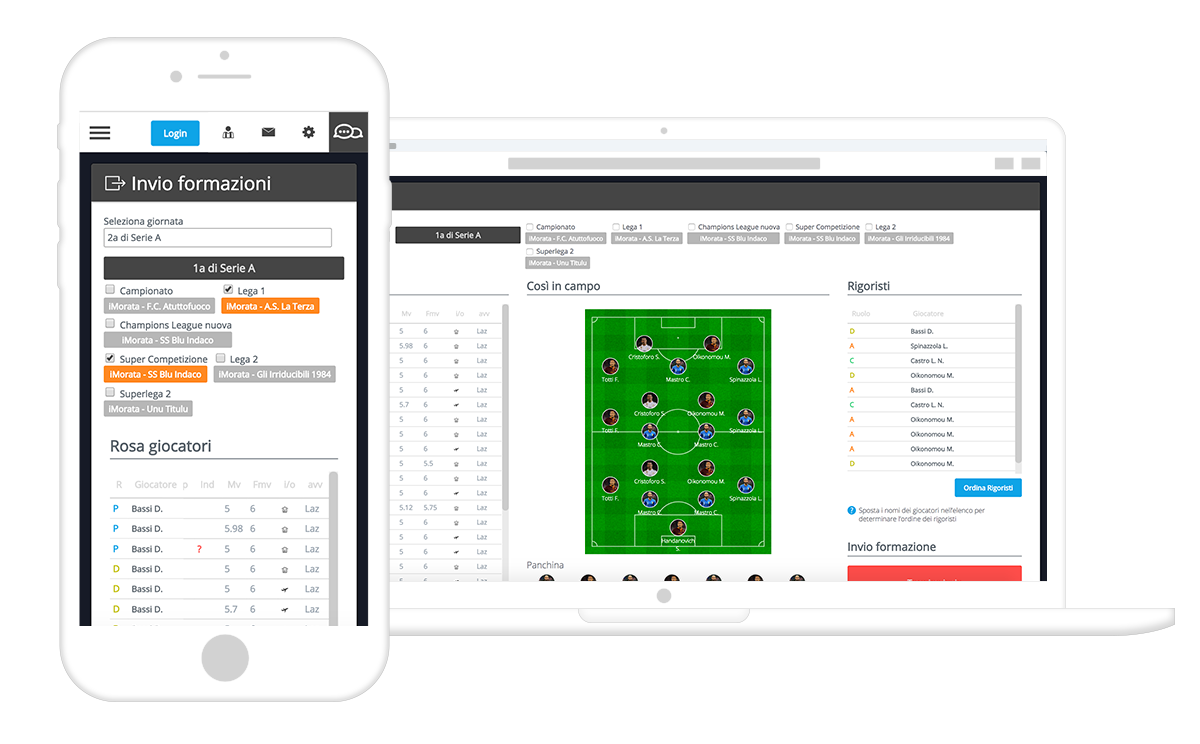 Login
Invio formazioni
Seleziona giornata
2a di Serie A
1a di Serie A
Campionato Lega 1
iMorata - F.C. Atuttofuoco iMorata - A.S. La Terza
Champions League nuova
iMorata - SS Blu Indaco
Super Competizione Lega 2
iMorata - SS Blu Indaco iMorata - Gli Irriducibili 1984
Superlega 2
iMorata - Unu Titulu
Rosa giocatori
R Giocatore p Ind Mv Fmv i/o avv
P Bassi D. 5 6 Laz
P Bassi D. 5.98 6 Laz
P Bassi D. ? 5 6 Laz
D Bassi D. 5 6 Laz
D Bassi D. 5 6 Laz
D Bassi D. 5.7 6 Laz
1a di Serie A
Campionato Lega 1 Champions League nuova Super Competizione Lega 2
iMorata - F.C. Atuttofuoco iMorata - A.S. La Terza iMorata - SS Blu Indaco iMorata - SS Blu Indaco iMorata - Gli Irriducibili 1984
Superlega 2
iMorata - Unu Titulu
Mv Fmv i/o avv
5 6 Laz
5.98 6 Laz
5 6 Laz
5 6 Laz
5 6 Laz
5.7 6 Laz
5 6 Laz
5 6 Laz
5 6 Laz
5 5.5 Laz
5 6 Laz
5 6 Laz
5.12 5.75 Laz
5 6 Laz
5 6 Laz
5 6 Laz
5 6 Laz
5 6 Laz
Così in campo
Cristoforo S. Oikonomou M.
Totti F. Mastro C. Spinazzola L.
Cristoforo S. Oikonomou M.
Totti F. Spinazzola L.
Mastro C. Mastro C.
Cristoforo S. Oikonomou M.
Totti F. Spinazzola L.
Mastro C. Mastro C.
Handanovich
S.
Panchina
Rigoristi
Ruolo Giocatore
D Bassi D.
A Spinazzola L.
C Castro L. N.
D Oikonomou M.
A Bassi D.
C Castro L. N.
A Oikonomou M.
A Oikonomou M.
A Oikonomou M.
D Oikonomou M.
Ordina Rigoristi
? Sposta i nomi dei giocatori nell'elenco per
determinare l'ordine dei rigoristi
Invio formazione